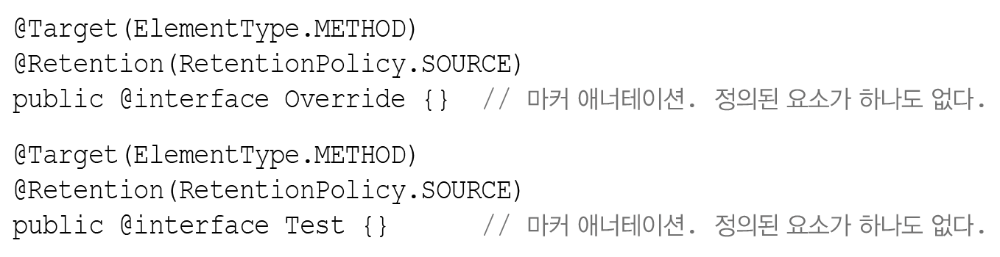 @Target(ElementType.METHOD)
@Retention(RetentionPolicy.SOURCE)
public @interface Override {}  // 마커 애너테이션. 정의된 요소가 하나도 없다.
@Target(ElementType.METHOD)
@Retention(RetentionPolicy.SOURCE)
public @interface Test {}      // 마커 애너테이션. 정의된 요소가 하나도 없다.